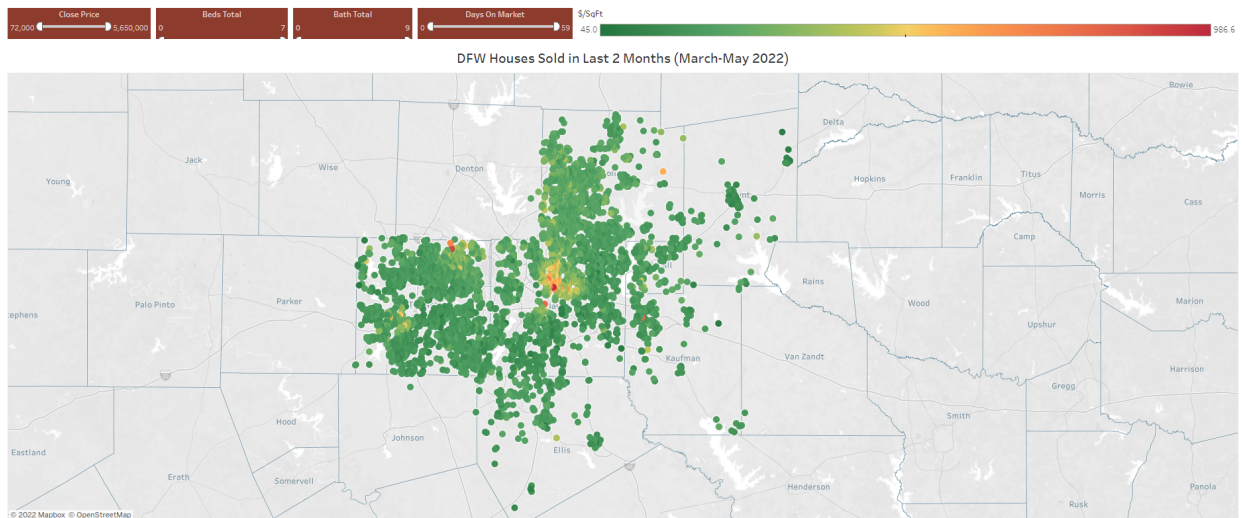 Close Price
72,000
5,650,000
Beds Total
0
7
Bath Total
0
9
Days On Market
0
59
$/SqFt
45.0
986.6
DFW Houses Sold in Last 2 Months (March-May 2022)
Bowie
Delta
Jack
Wise
Denton
Young
Hopkins
Franklin
Titus
Morris
Cass
Camp
Rains
Wood
Marion
Palo Pinto
Parker
ephens
Upshur
Kaufman
Van Zandt
Harrison
Gregg
Smith
Hood
Johnson
Ellis
Eastland
Erath
Somervell
Henderson
Rusk
Panola
© 2022 Mapbox © OpenStreetMap